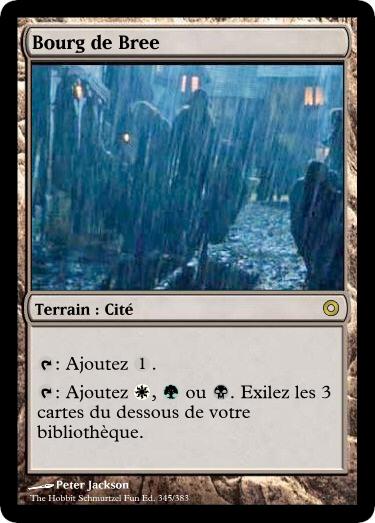 Bourg de Bree
Terrain : Cité
: Ajoutez 1 .
: Ajoutez , ou . Exilez les 3
cartes du dessous de votre
bibliothèque.
Peter Jackson
The Hobbit Schmurtzel Fun Ed. 345/383